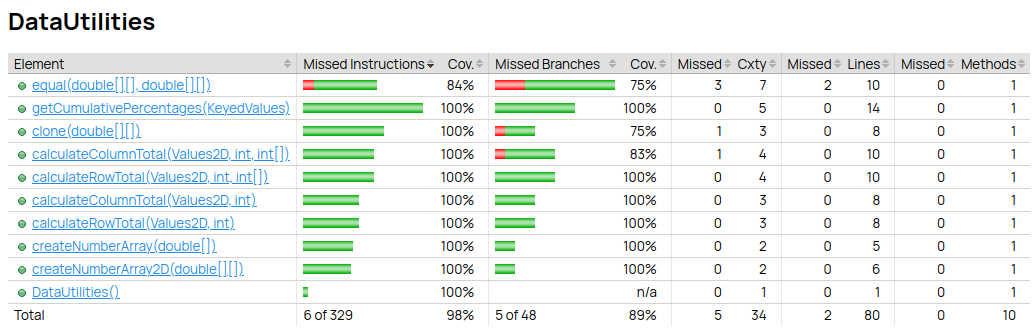 DataUtilities
Element Missed Instructions Cov. Missed Branches Cov. Missed Cxty Missed Lines Missed Methods
equal(double[][], double[][]) 84% 75% 3 7 2 10 0 1
getCumulativePercentages(KeyedValues) 100% 100% 0 5 0 14 0 1
clone(double[][]) 100% 75% 1 3 0 8 0 1
calculateColumnTotal(Values2D, int, int[]) 100% 83% 1 4 0 10 0 1
calculateRowTotal(Values2D, int, int[]) 100% 100% 0 4 0 10 0 1
calculateColumnTotal(Values2D, int) 100% 100% 0 3 0 8 0 1
calculateRowTotal(Values2D, int) 100% 100% 0 3 0 8 0 1
createNumberArray(double[]) 100% 100% 0 2 0 5 0 1
createNumberArray2D(double[][]) 100% 100% 0 2 0 6 0 1
DataUtilities() 100% n/a 0 1 0 1 0 1
Total 6 of 329 98% 5 of 48 89% 5 34 2 80 0 10